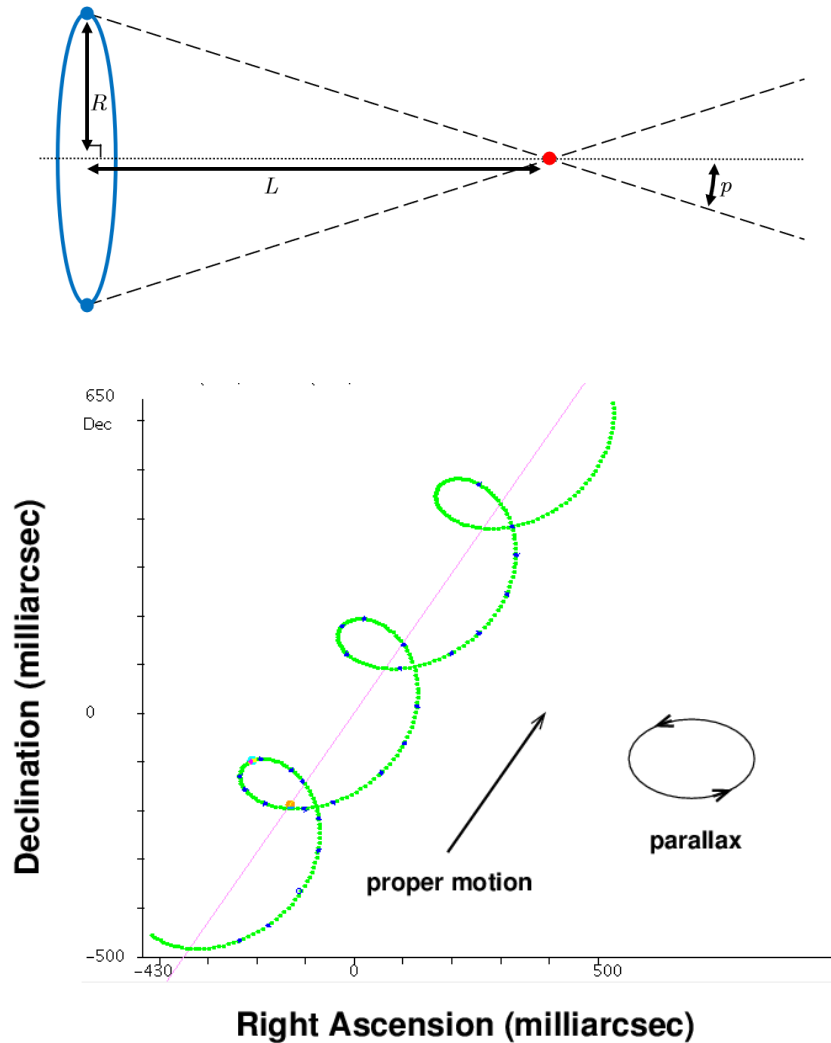 R
L
p
650
Dec
0
-500
-430
0
500
proper motion
parallax
Declination (milliarcsec)
Right Ascension (milliarcsec)